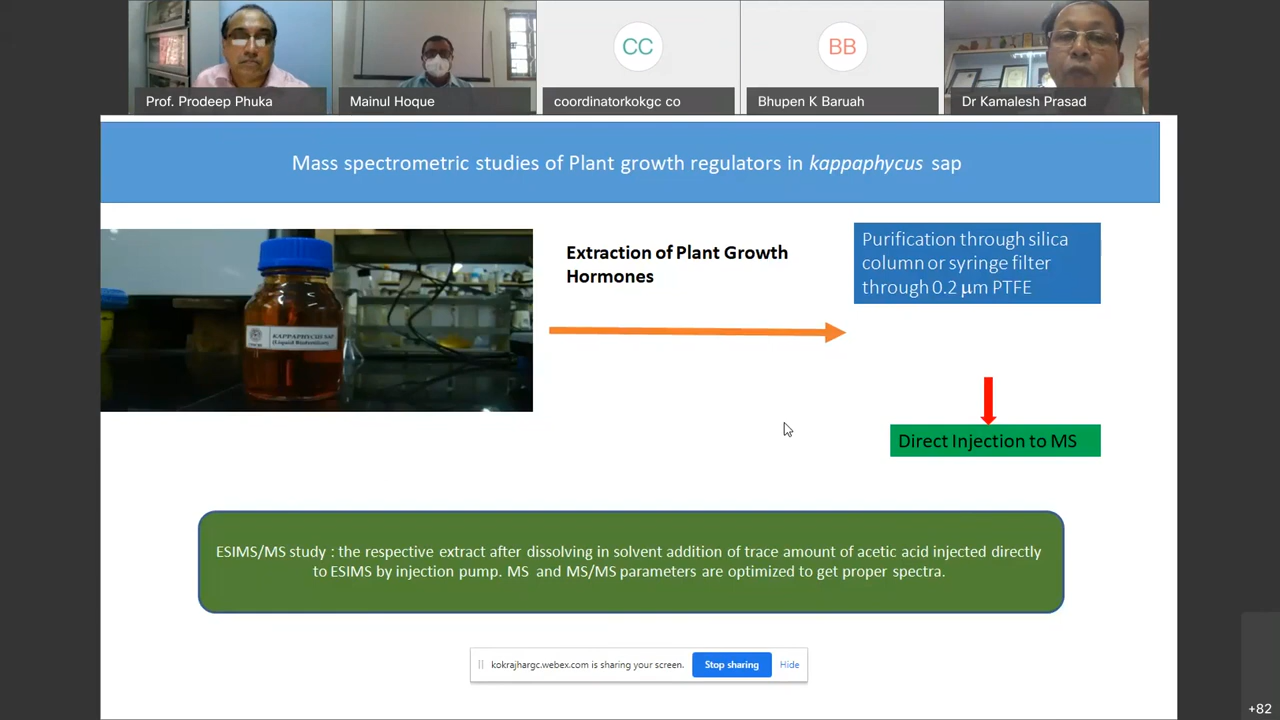 CC
BB
Prof. Prodeep Phuka
Mainul Hoque
coordinatorkokgc co
Bhupen K Baruah
Dr Kamalesh Prasad
Mass spectrometric studies of Plant growth regulators in kappaphycus sap
KAPPAPHYCUS SAP
Extraction of Plant Growth
Hormones
Purification through silica
column or syringe filter
through 0.2 μm PTFE
Direct Injection to MS
ESIMS/MS study : the respective extract after dissolving in solvent addition of trace amount of acetic acid injected directly
to ESIMS by injection pump. MS and MS/MS parameters are optimized to get proper spectra.
kokrajhargc.webex.com is sharing your screen.
Stop sharing
Hide
+82